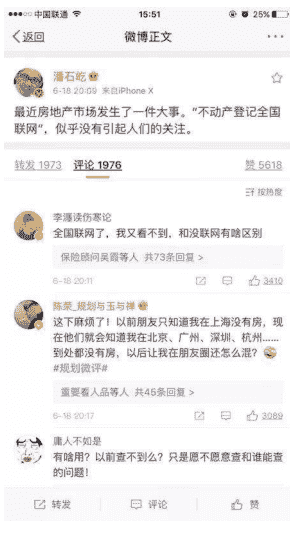 中国联通 15:51 25%
返回 微博正文
潘石屹
6-18 20:09 来自iPhone X
最近房地产市场发生了一件大事。“不动产登记全国
联网”，似乎没有引起人们的关注。
转发 1973 评论 1976 赞 5618
按热度
李瀍读伤寒论
全国联网了，我又看不到，和没联网有啥区别
保险顾问吴霞等人 共73条回复 >
6-18 20:11 3410
陈荣_规划与玉与禅
这下麻烦了！以前朋友只知道我在上海没有房，现
在他们就会知道我在北京、广州、深圳、杭州……
到处都没有房，以后让我在朋友圈还怎么混？
#规划微评#
重要看人品等人 共45条回复 >
6-18 20:17 3089
庸人不如是
有啥用？以前查不到么？只是愿不愿意查和谁能查
的问题！
转发 评论 赞